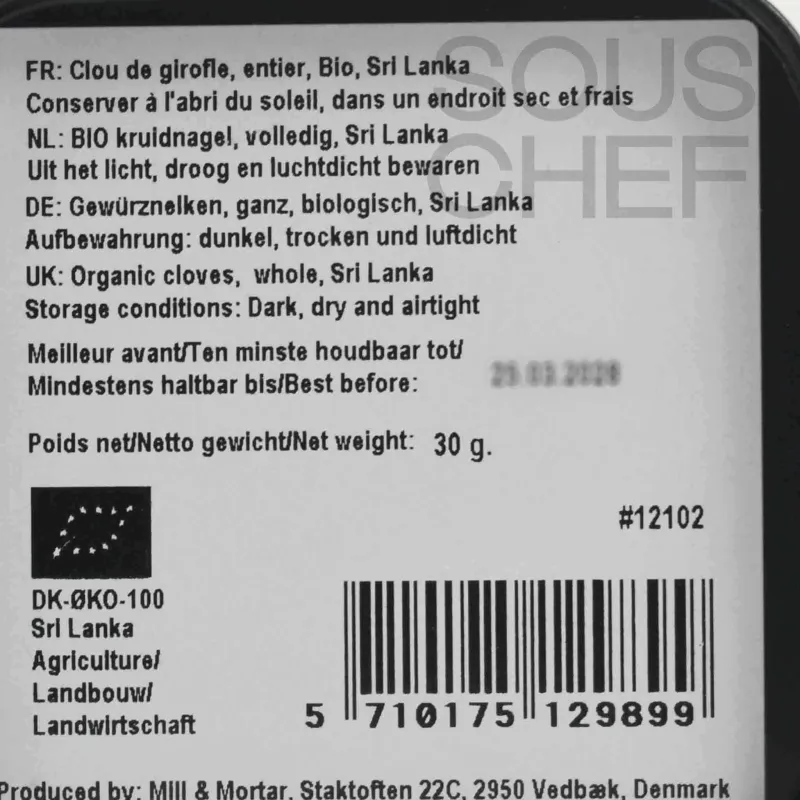 SOUS
CHEF
FR: Clou de girofle, entier, Bio, Sri Lanka
Conserver à l'abri du soleil, dans un endroit sec et frais
NL: BIO kruidnagel, volledig, Sri Lanka
Uit het licht, droog en luchtdicht bewaren
DE: Gewürznelken, ganz, biologisch, Sri Lanka
Aufbewahrung: dunkel, trocken und luftdicht
UK: Organic cloves, whole, Sri Lanka
Storage conditions: Dark, dry and airtight
Meilleur avant/Ten minste houdbaar tot/
Mindestens haltbar bis/Best before:
Poids net/Netto gewicht/Net weight: 30 g.
#12102
DK-ØKO-100
Sri Lanka
Agriculture/
Landbouw/
Landwirtschaft
5 710175 129899
Produced by: Mill & Mortar, Staktoften 22C, 2950 Vedbæk, Denmark